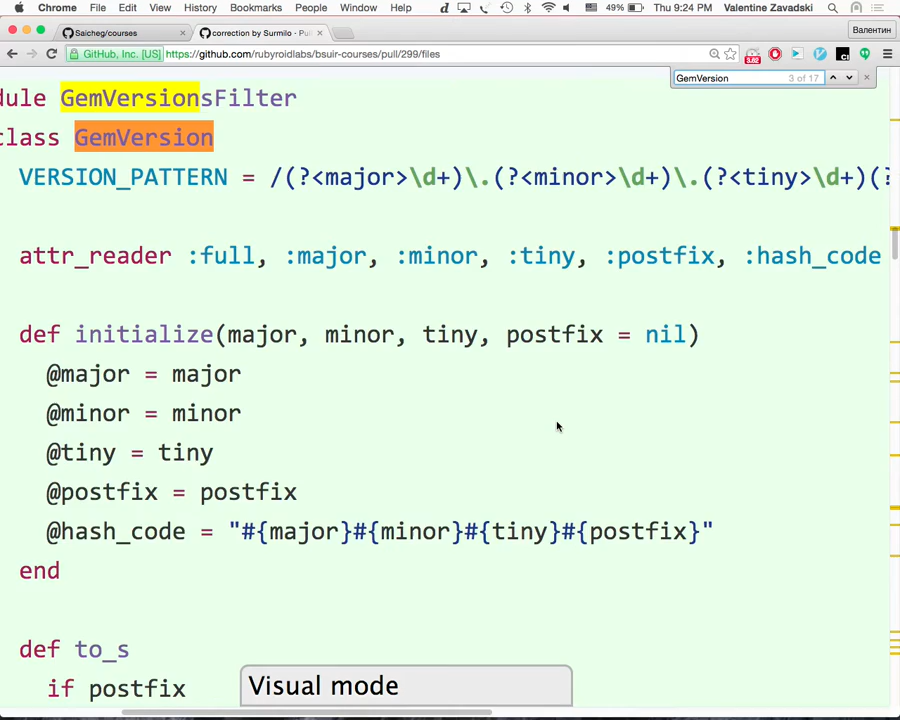 Chrome File Edit View History Bookmarks People Window Help 49% Thu 9:24 PM Valentine Zavadski
Saicheg/courses × correction by Surmilo · Pull × Валентин
GitHub, Inc. [US] https://github.com/rubyroidlabs/bsuir-courses/pull/299/files
GemVersion 3 of 17
dule GemVersionsFilter
class GemVersion
VERSION_PATTERN = /(?<major>\d+)\.(?<minor>\d+)\.(?<tiny>\d+)(?
attr_reader :full, :major, :minor, :tiny, :postfix, :hash_code
def initialize(major, minor, tiny, postfix = nil)
@major = major
@minor = minor
@tiny = tiny
@postfix = postfix
@hash_code = "#{major}#{minor}#{tiny}#{postfix}"
end
def to_s
if postfix
Visual mode